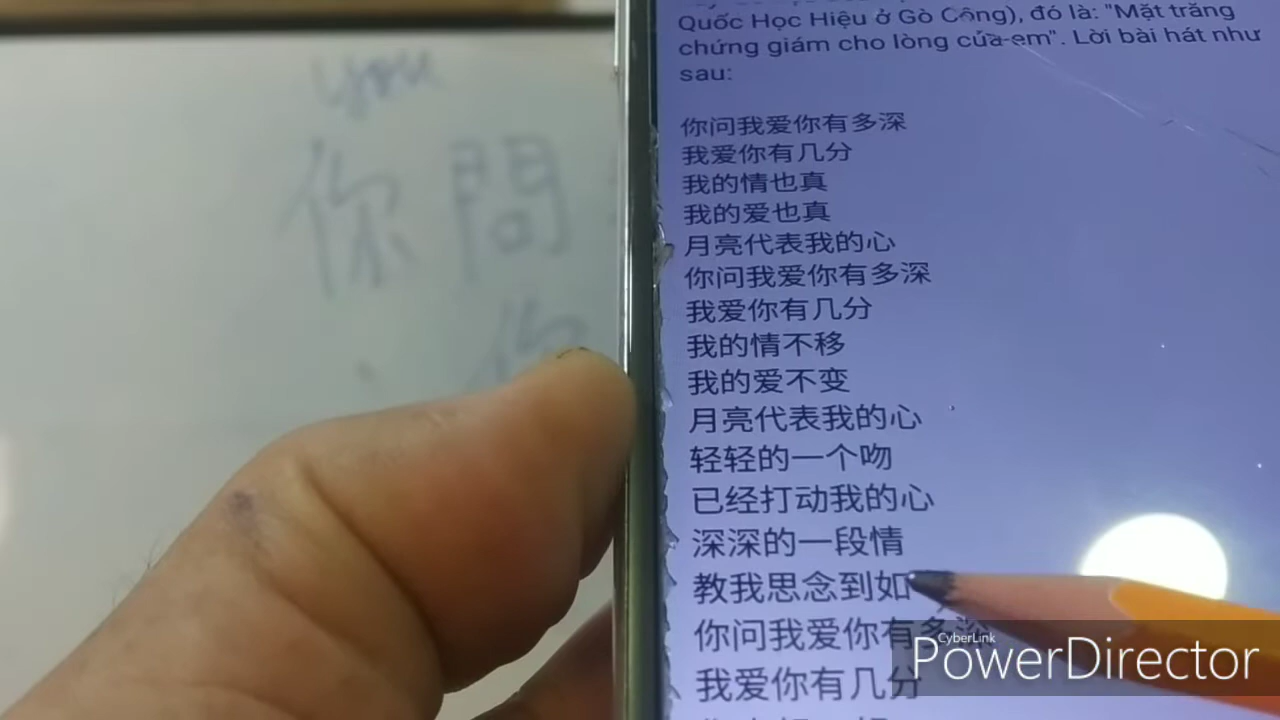 you
你問
你
Quốc Học Hiệu ở Gò Công), đó là: "Mặt trăng
chứng giám cho lòng của em". Lời bài hát như
sau:
你问我爱你有多深
我爱你有几分
我的情也真
我的爱也真
月亮代表我的心
你问我爱你有多深
我爱你有几分
我的情不移
我的爱不变
月亮代表我的心
轻轻的一个吻
已经打动我的心
深深的一段情
教我思念到如
你问我爱你有多深
我爱你有几分
CyberLink
PowerDirector